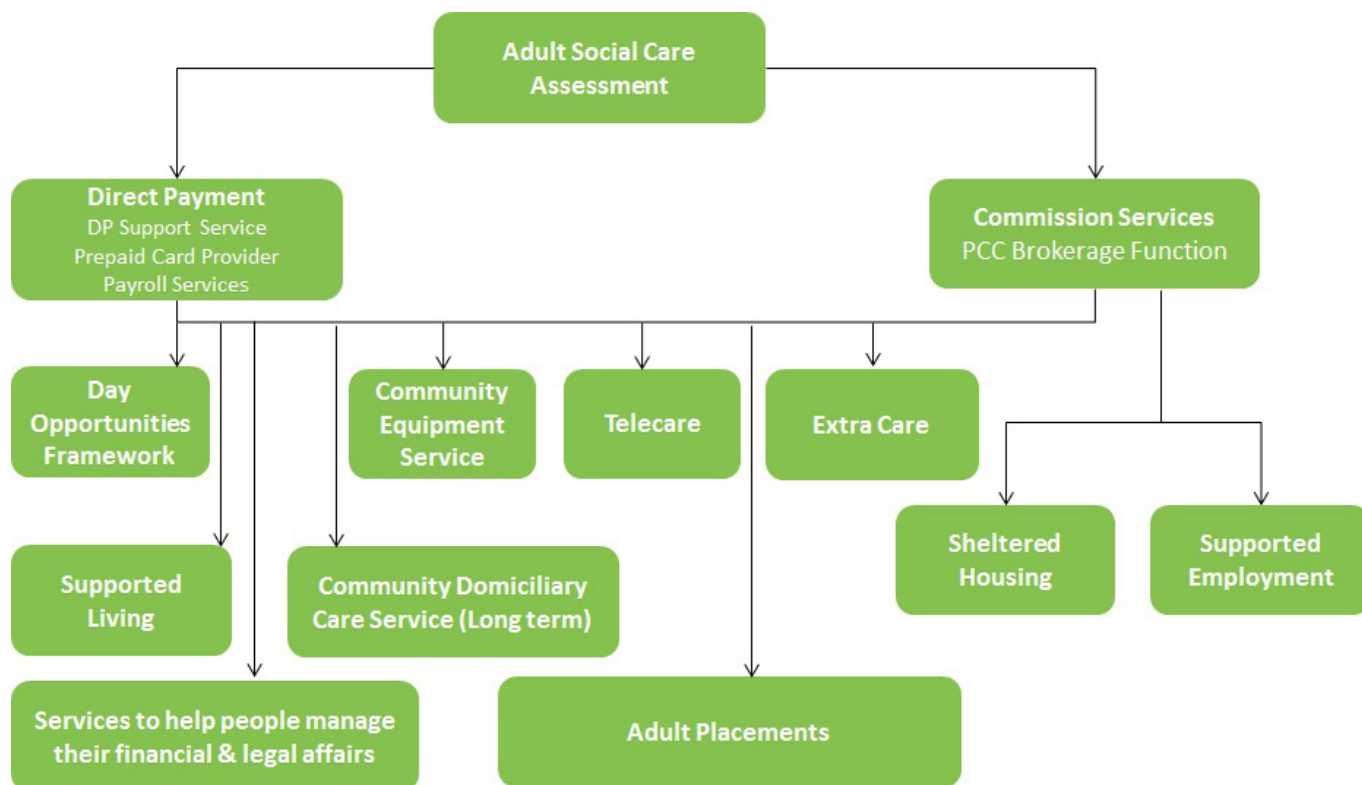 Adult Social Care
Assessment
Direct Payment
DP Support Service
Prepaid Card Provider
Payroll Services
Commission Services
PCC Brokerage Function
Day
Opportunities
Framework
Community
Equipment
Service
Telecare
Extra Care
Sheltered
Housing
Supported
Employment
Supported
Living
Community Domiciliary
Care Service (Long term)
Services to help people manage
their financial & legal affairs
Adult Placements